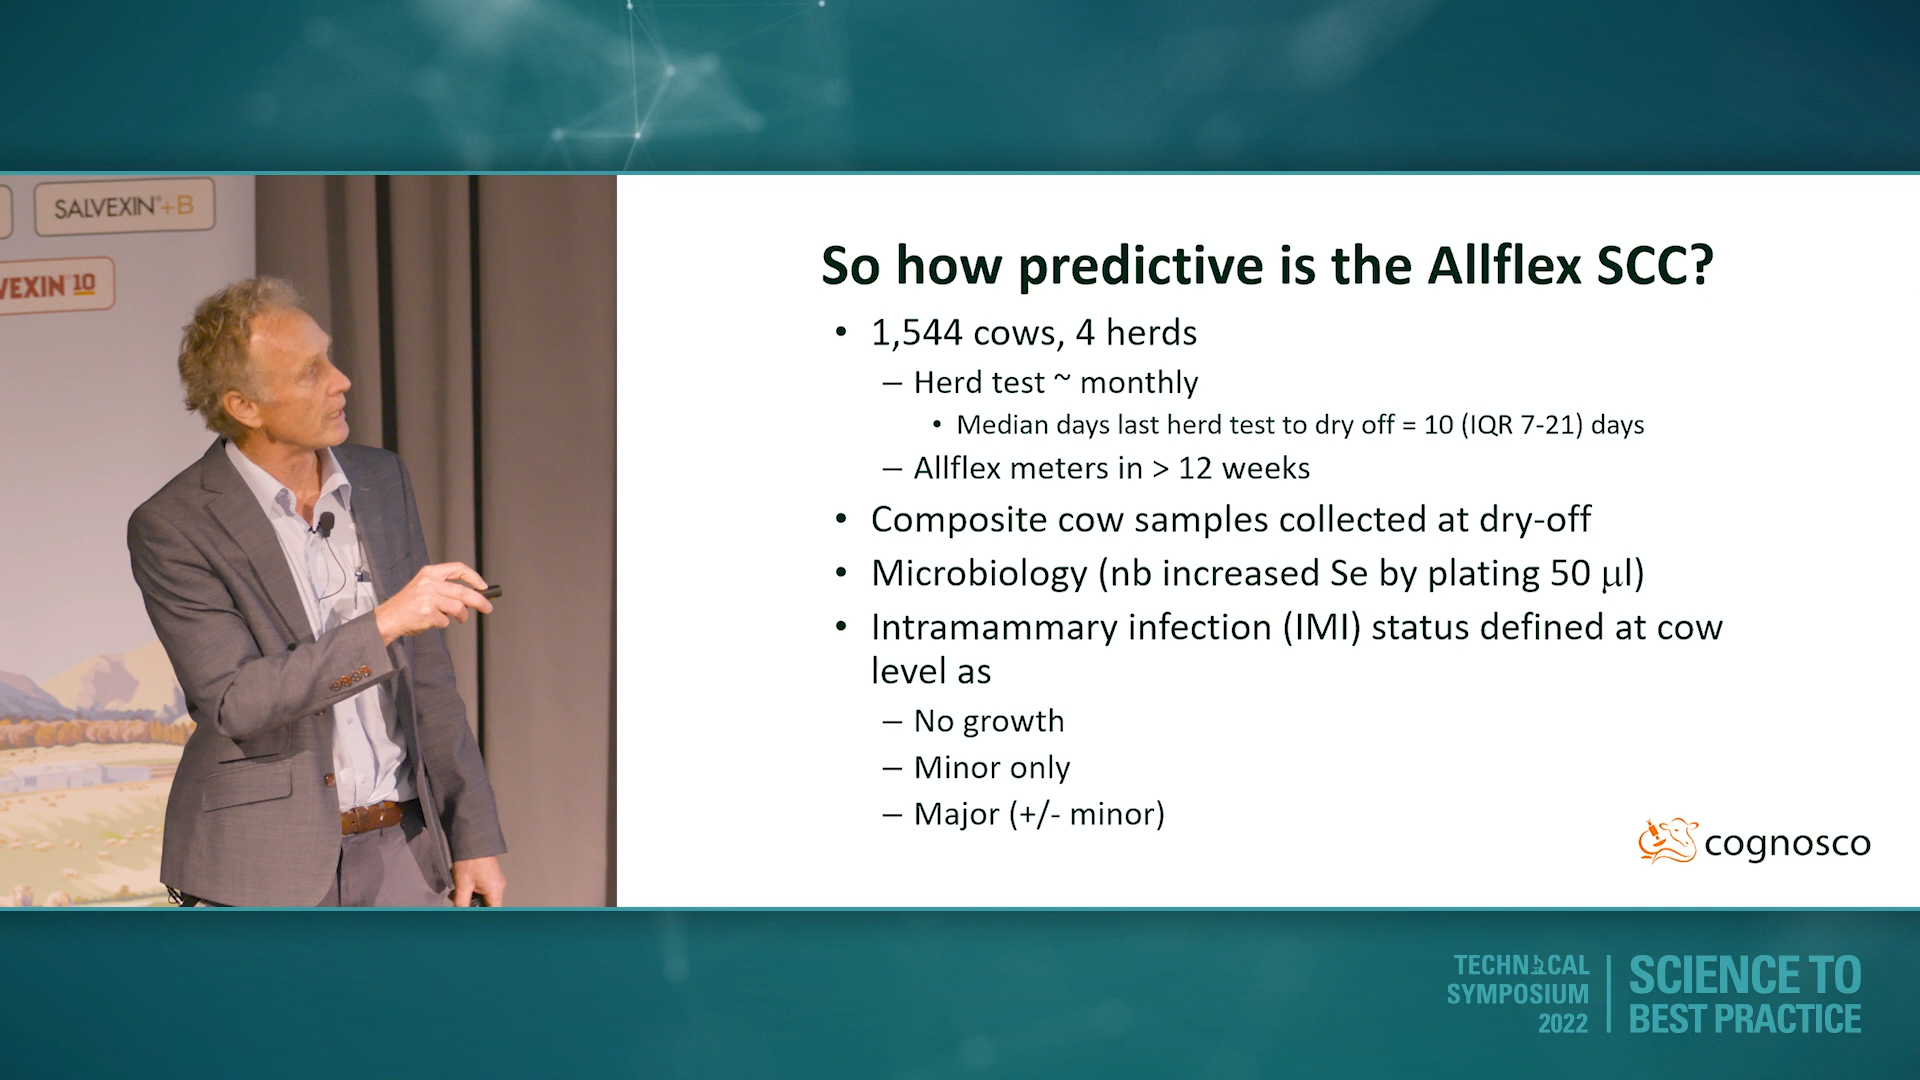 SALVEXIN®+B
VEXIN®10
So how predictive is the Allflex SCC?
• 1,544 cows, 4 herds
– Herd test ~ monthly
• Median days last herd test to dry off = 10 (IQR 7-21) days
– Allflex meters in > 12 weeks
• Composite cow samples collected at dry-off
• Microbiology (nb increased Se by plating 50 µl)
• Intramammary infection (IMI) status defined at cow
level as
– No growth
– Minor only
– Major (+/- minor)
cognosco
TECHNICAL
SYMPOSIUM
2022
SCIENCE TO
BEST PRACTICE